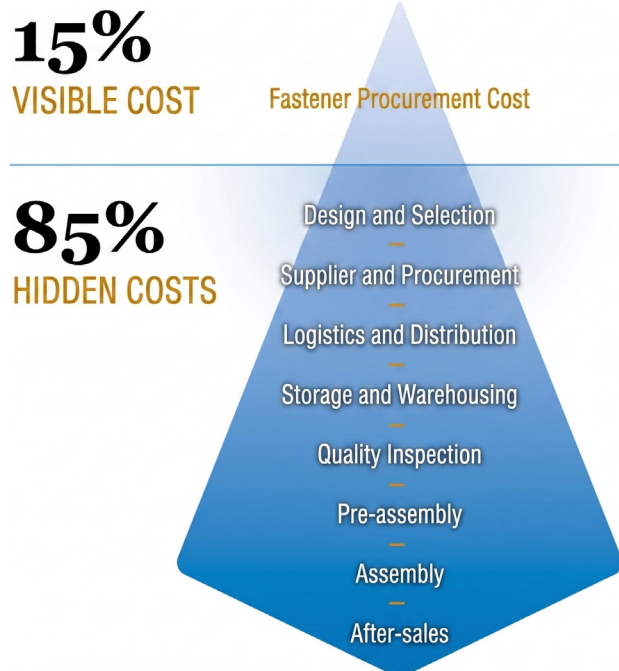 15%
VISIBLE COST
Fastener Procurement Cost
85%
HIDDEN COSTS
Design and Selection
Supplier and Procurement
Logistics and Distribution
Storage and Warehousing
Quality Inspection
Pre-assembly
Assembly
After-sales